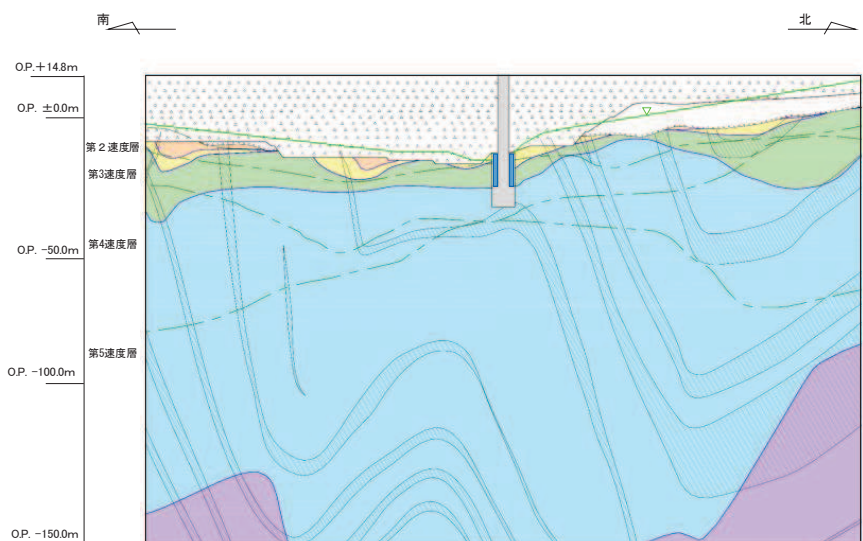 南
北
O.P.+14.8m
O.P. ±0.0m
第2速度層
第3速度層
第4速度層
O.P. -50.0m
第5速度層
O.P. -100.0m
O.P. -150.0m